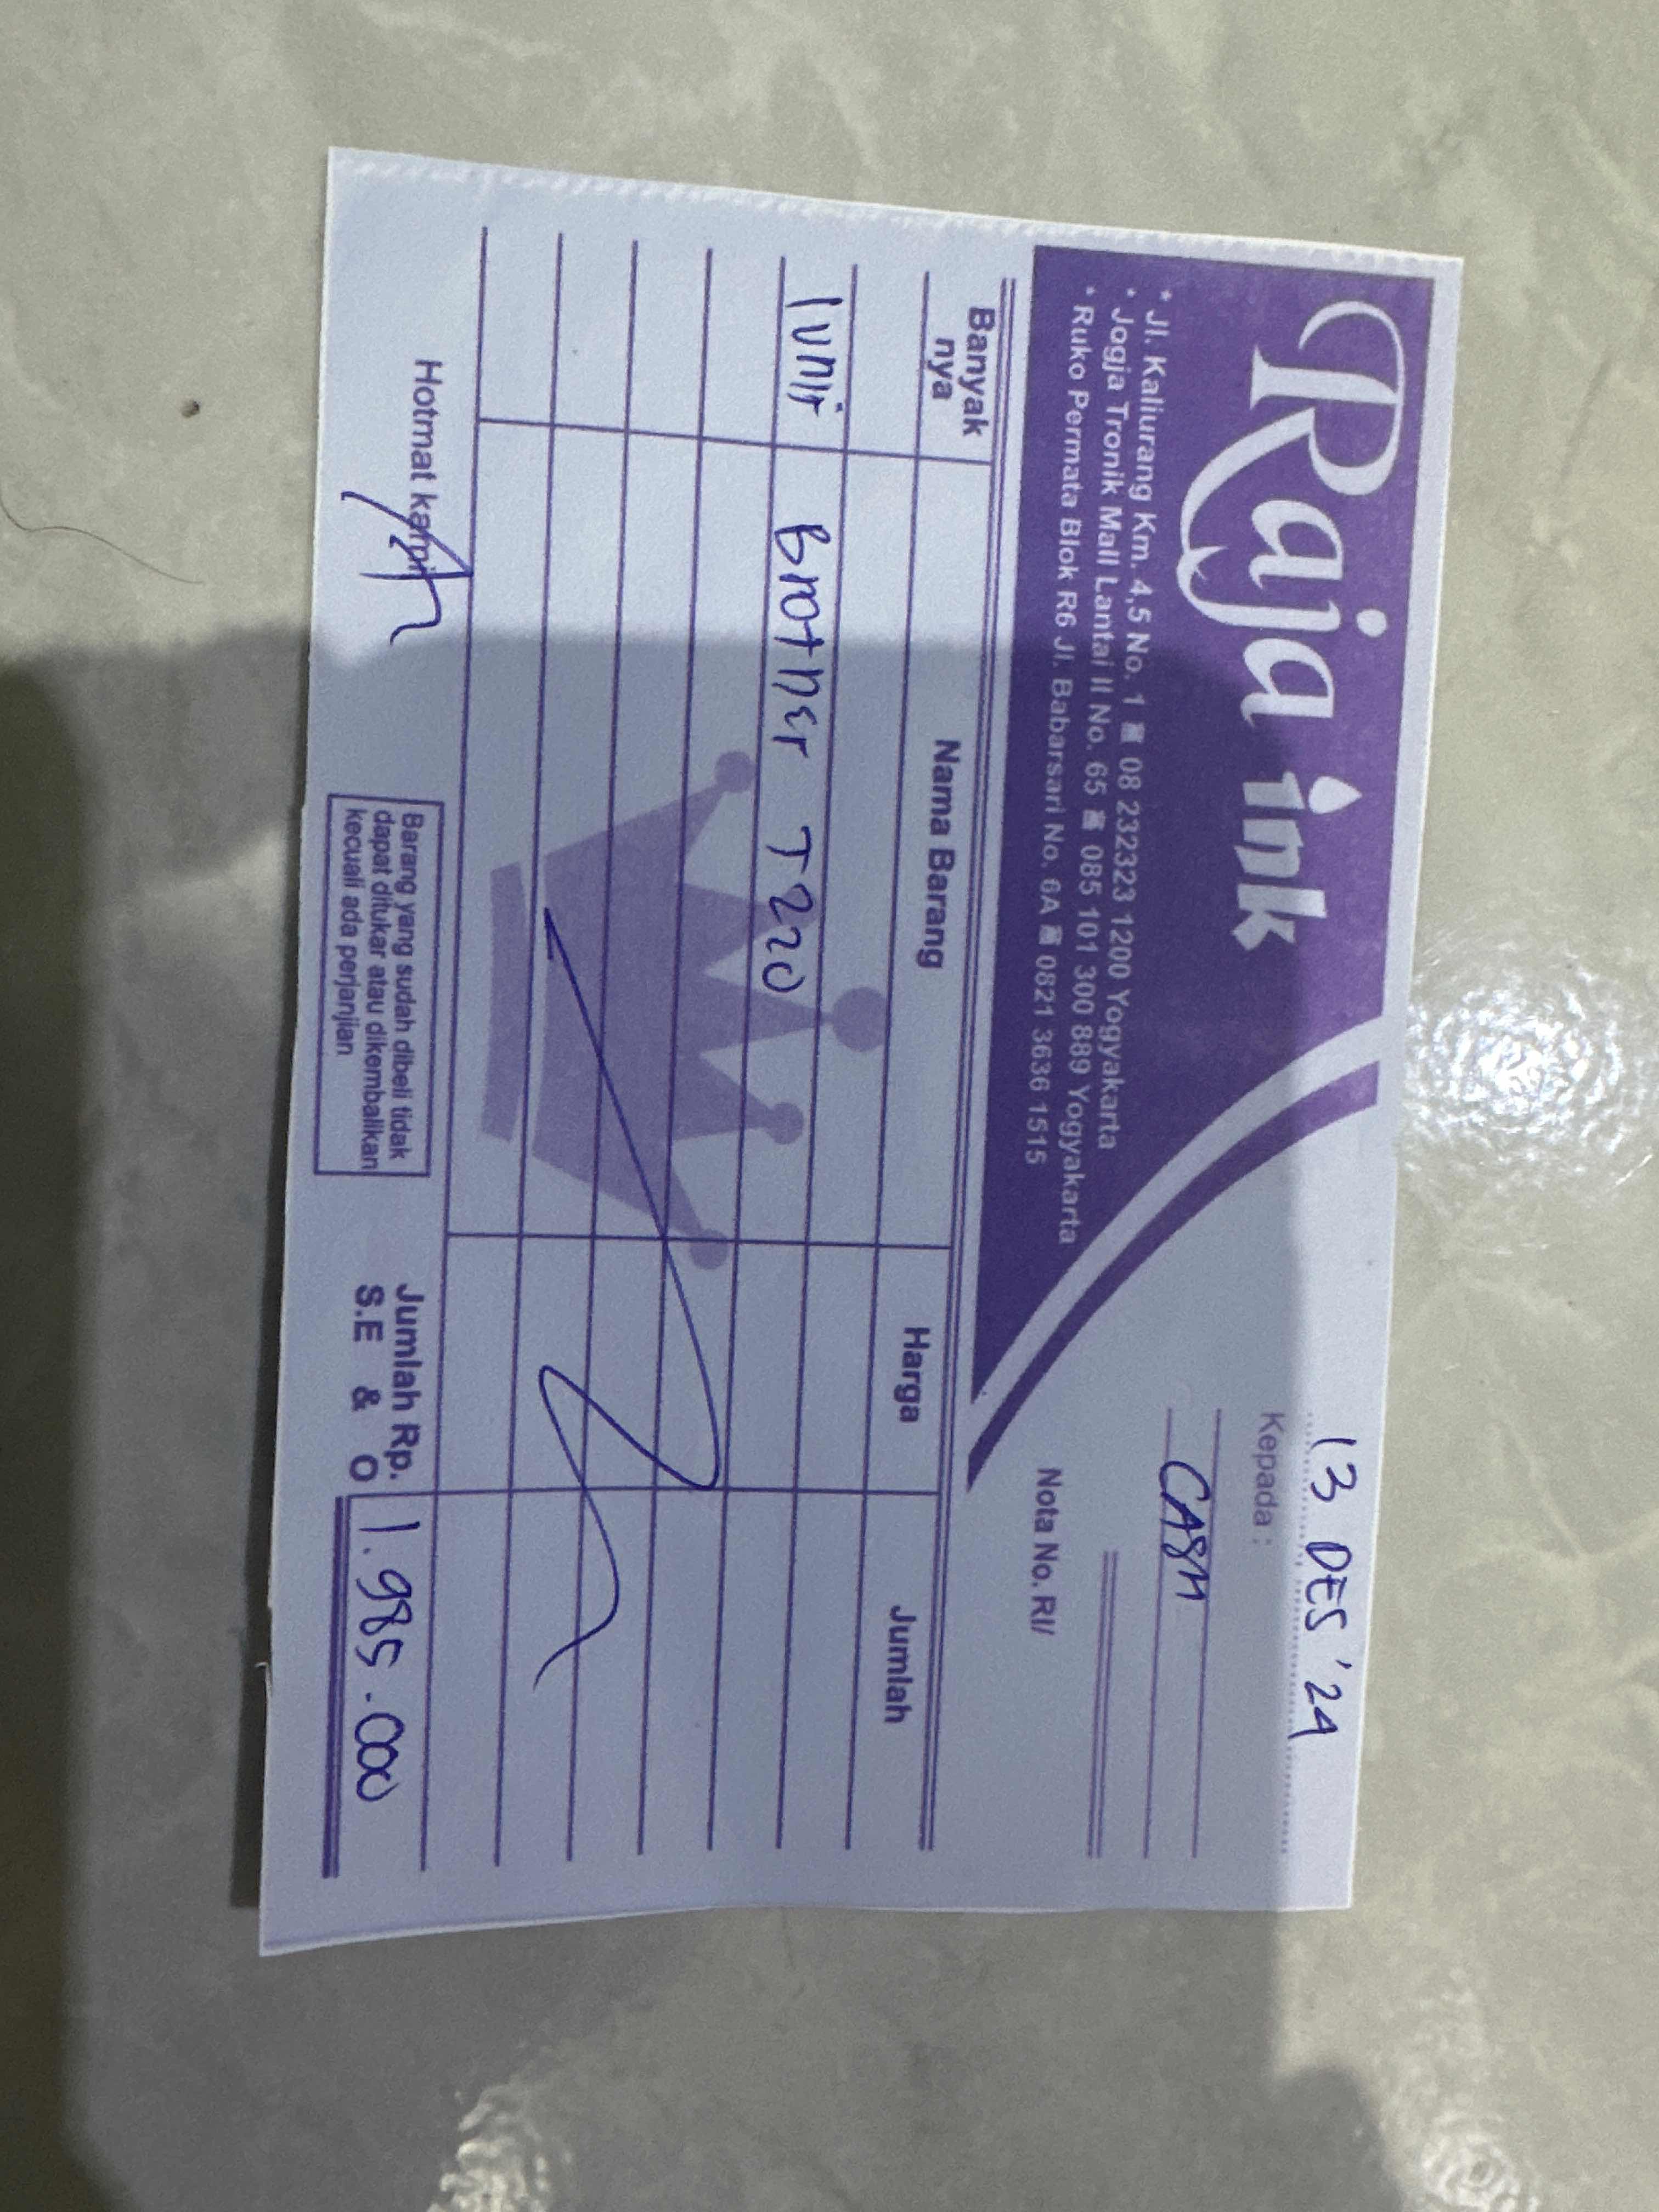 Raja ink
* Jl. Kaliurang Km. 4,5 No. 1 ☎ 08 232323 1200 Yogyakarta
* Jogja Tronik Mall Lantai II No. 65 ☎ 085 101 300 889 Yogyakarta
* Ruko Permata Blok R6 Jl. Babarsari No. 6A ☎ 0821 3636 1515
13 DES '24
Kepada :
CASH
Nota No. RI/
Banyak nya Nama Barang Harga Jumlah
1 unit Brother T220
Hotmat kami
Barang yang sudah dibeli tidak
dapat ditukar atau dikembalikan
kecuali ada perjanjian
Jumlah Rp. 1.985.000
S.E & O